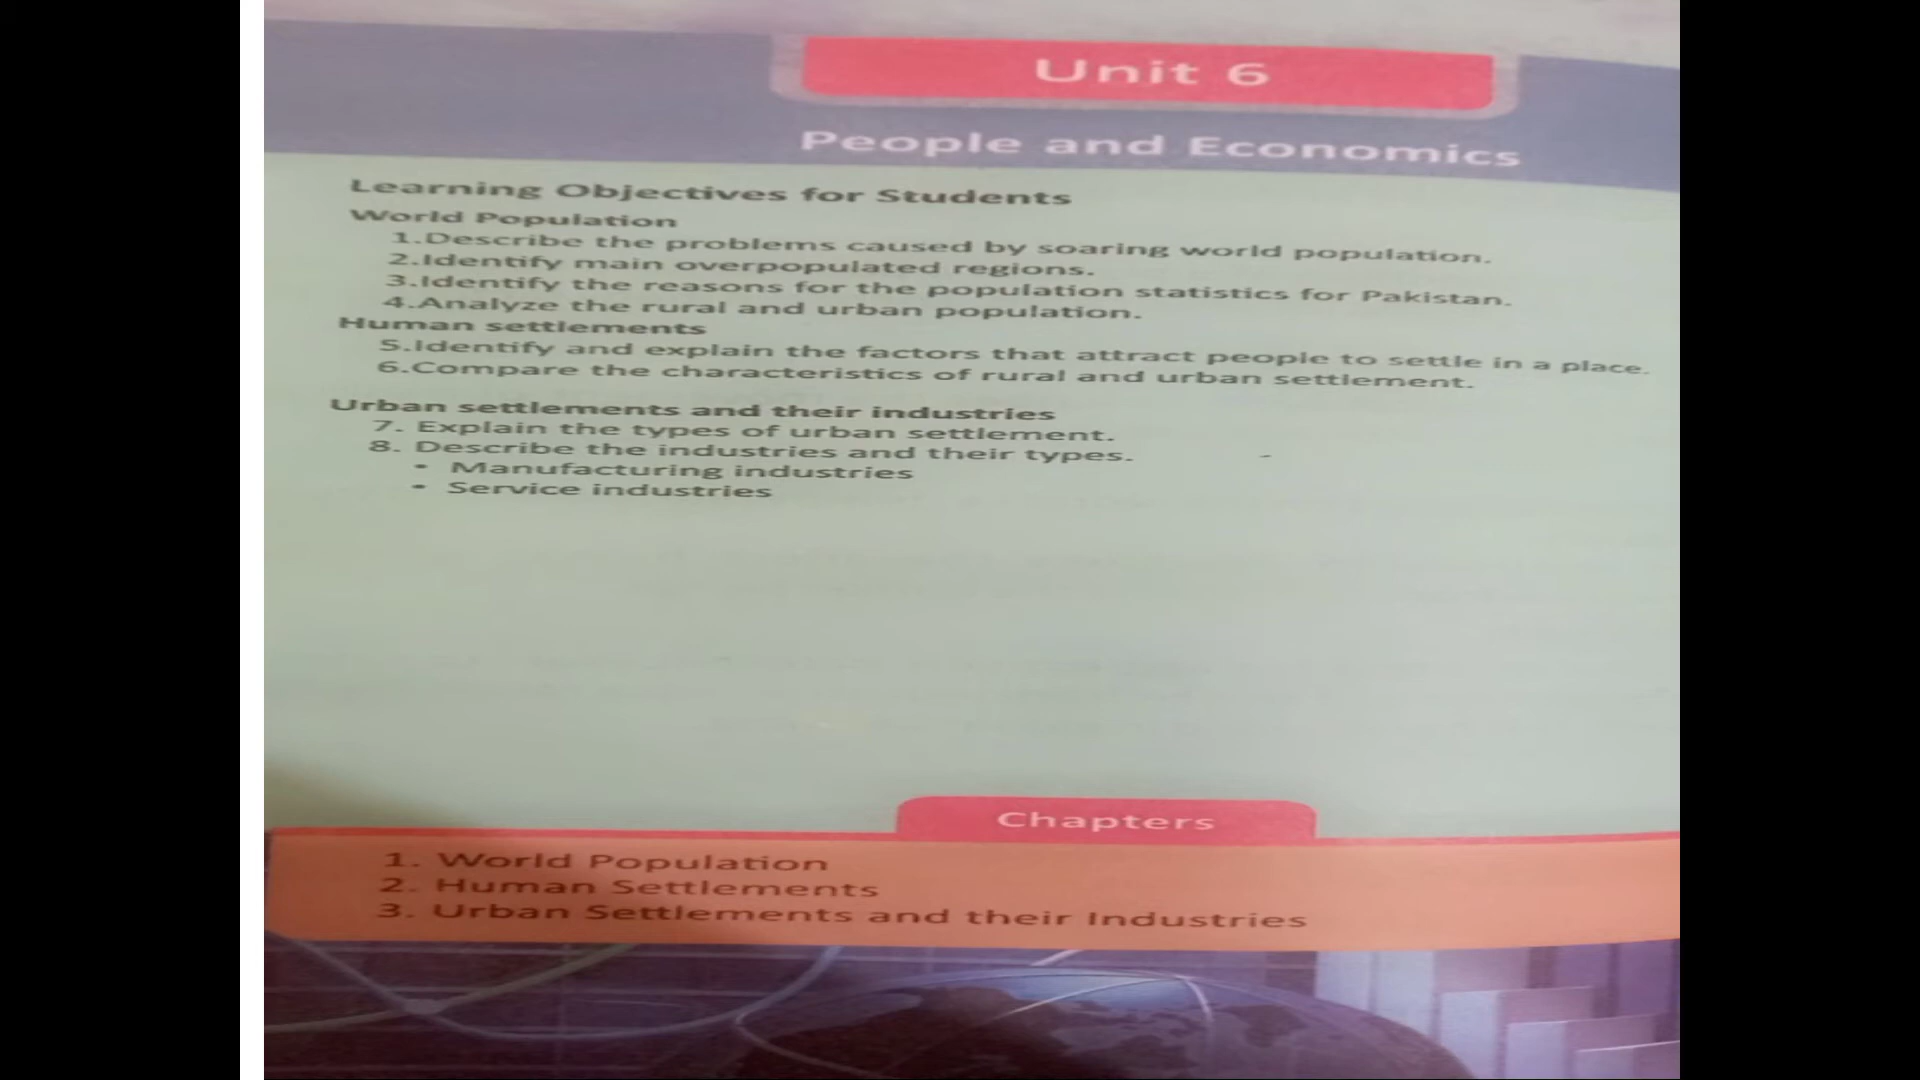 Unit 6
People and Economics
Learning Objectives for Students
World Population
1.Describe the problems caused by soaring world population.
2.Identify main overpopulated regions.
3.Identify the reasons for the population statistics for Pakistan.
4.Analyze the rural and urban population.
Human settlements
5.Identify and explain the factors that attract people to settle in a place.
6.Compare the characteristics of rural and urban settlement.
Urban settlements and their industries
7. Explain the types of urban settlement.
8. Describe the industries and their types.
• Manufacturing industries
• Service industries
Chapters
1. World Population
2. Human Settlements
3. Urban Settlements and their Industries